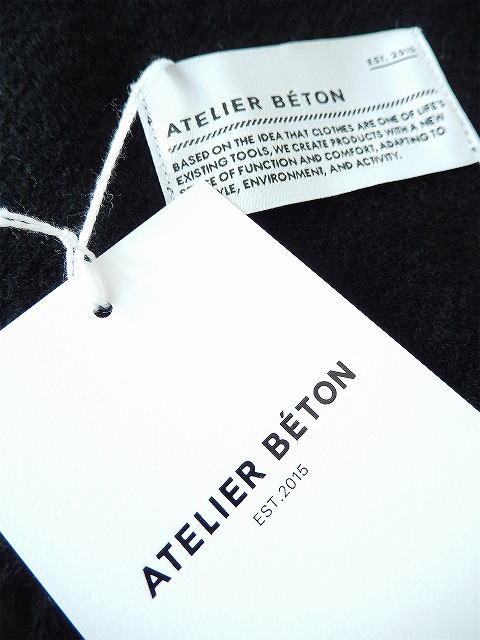 EST. 2015
ATELIER BÉTON
BASED ON THE IDEA THAT CLOTHES ARE ONE OF LIFE'S
EXISTING TOOLS, WE CREATE PRODUCTS WITH A NEW
OF FUNCTION AND COMFORT, ADAPTING TO
ENVIRONMENT, AND ACTIVITY.
ATELIER BÉTON
EST.2015